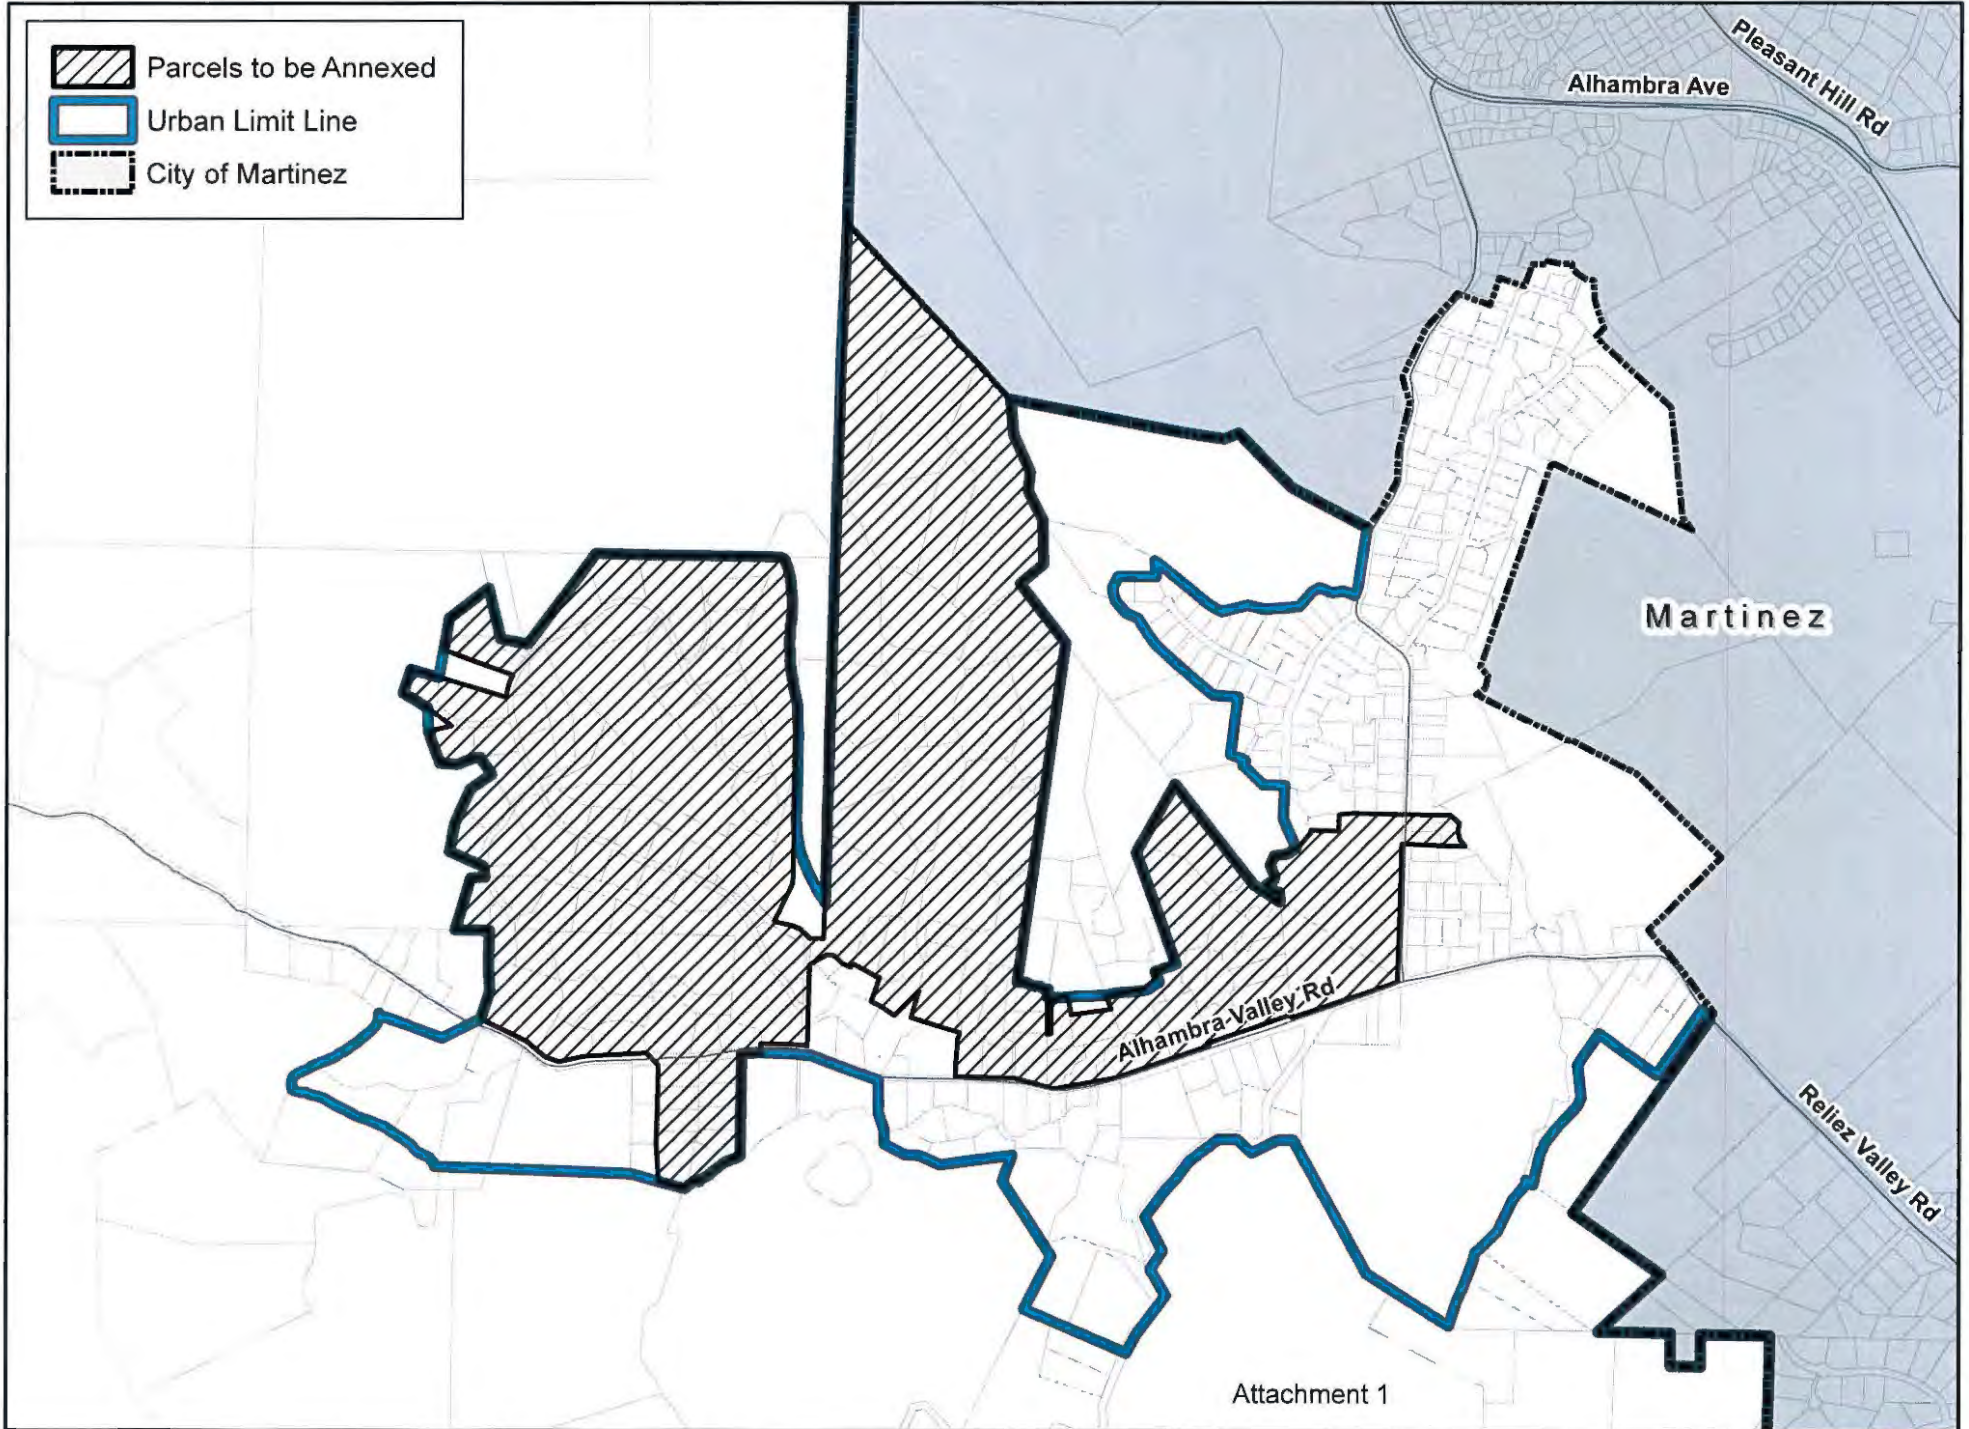 Parcels to be Annexed
Urban Limit Line
City of Martinez
Pleasant Hill Rd
Alhambra Ave
Martinez
Alhambra Valley Rd
Reliez Valley Rd
Attachment 1